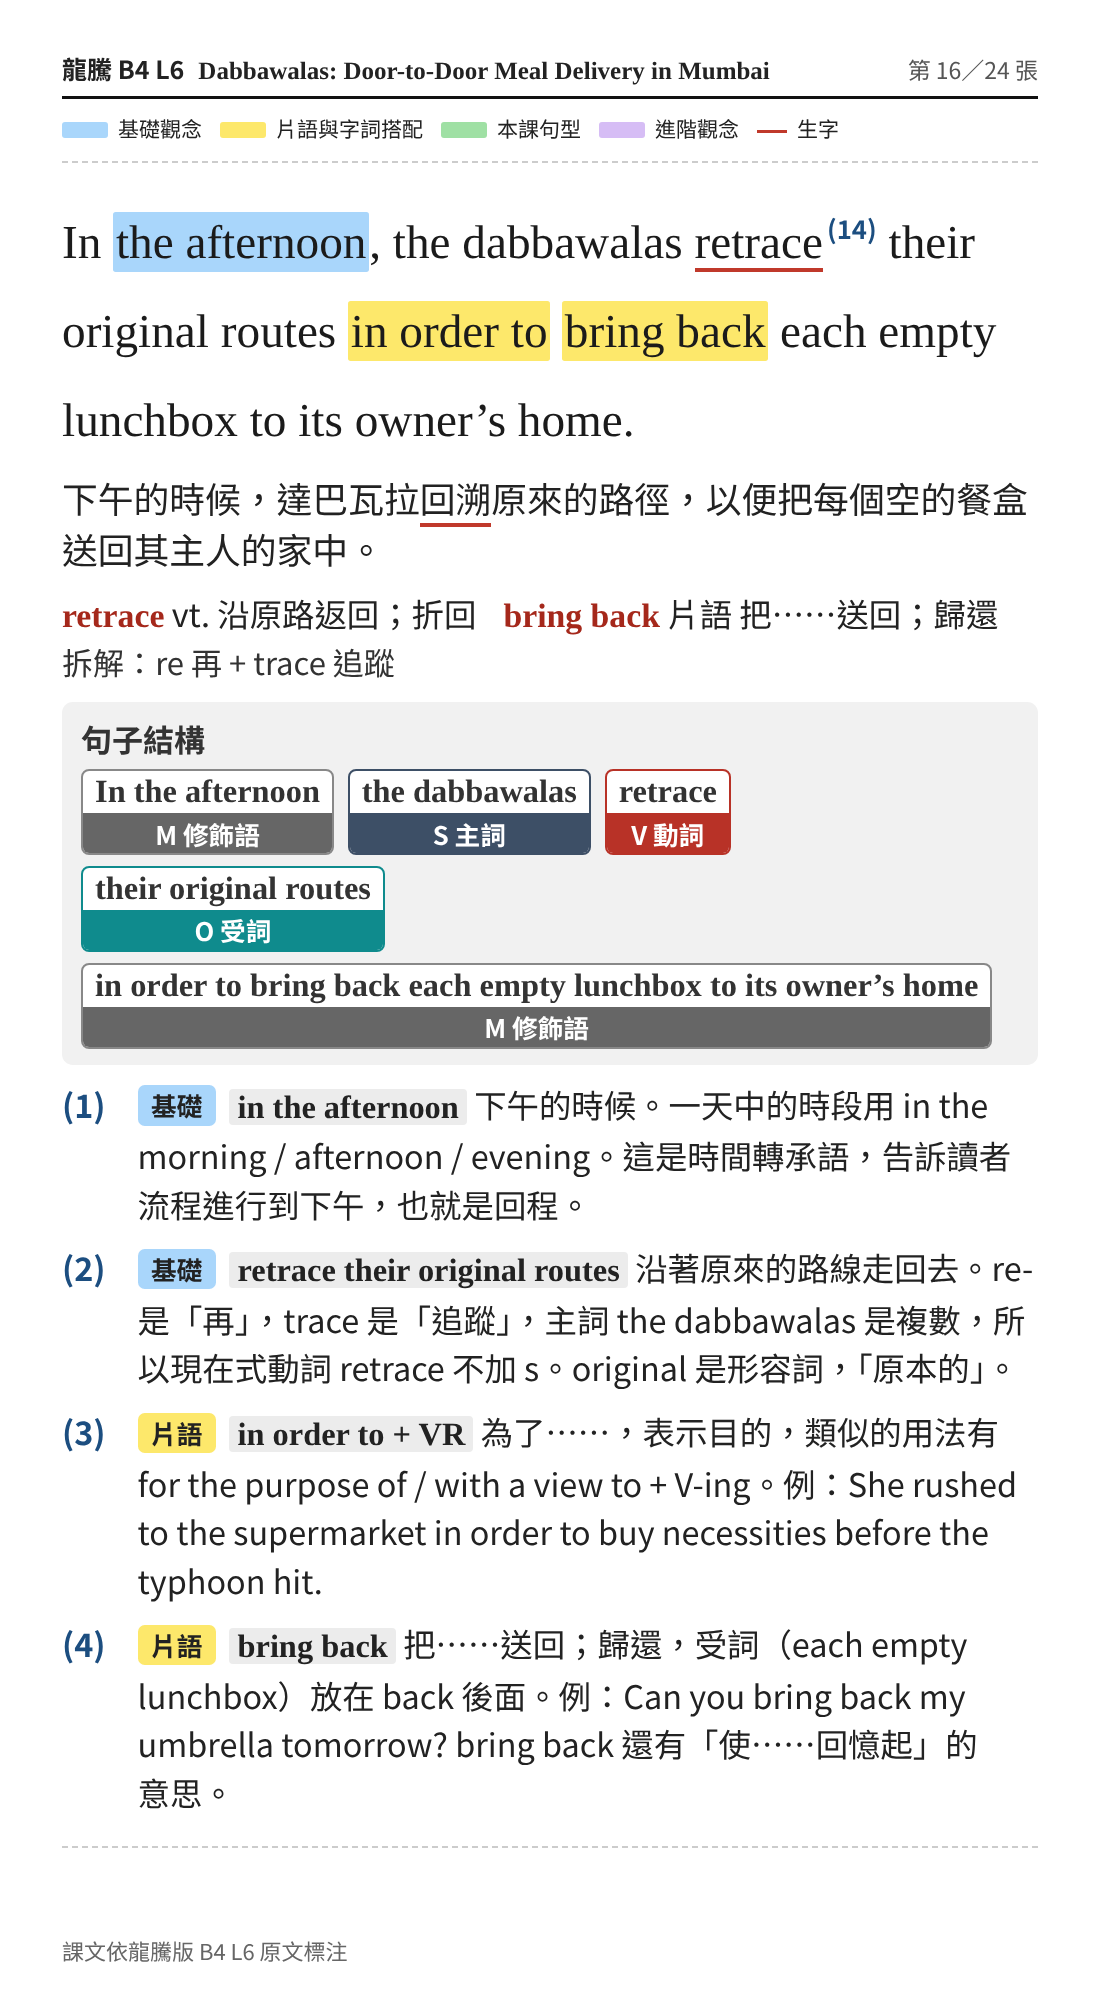 龍騰 B4 L6 Dabbawalas: Door-to-Door Meal Delivery in Mumbai 第 16／24 張
基礎觀念 片語與字詞搭配 本課句型 進階觀念 生字
In the afternoon, the dabbawalas retrace(14) their
original routes in order to bring back each empty
lunchbox to its owner’s home.
下午的時候，達巴瓦拉回溯原來的路徑，以便把每個空的餐盒
送回其主人的家中。
retrace vt. 沿原路返回；折回 bring back 片語 把⋯⋯送回；歸還
拆解：re 再 + trace 追蹤
句子結構
In the afternoon the dabbawalas retrace
M 修飾語 S 主詞 V 動詞
their original routes
O 受詞
in order to bring back each empty lunchbox to its owner’s home
M 修飾語
(1) 基礎 in the afternoon 下午的時候。一天中的時段用 in the
morning / afternoon / evening。這是時間轉承語，告訴讀者
流程進行到下午，也就是回程。
(2) 基礎 retrace their original routes 沿著原來的路線走回去。re-
是「再」，trace 是「追蹤」，主詞 the dabbawalas 是複數，所
以現在式動詞 retrace 不加 s。original 是形容詞，「原本的」。
(3) 片語 in order to + VR 為了⋯⋯，表示目的，類似的用法有
for the purpose of / with a view to + V-ing。例：She rushed
to the supermarket in order to buy necessities before the
typhoon hit.
(4) 片語 bring back 把⋯⋯送回；歸還，受詞（each empty
lunchbox）放在 back 後面。例：Can you bring back my
umbrella tomorrow? bring back 還有「使⋯⋯回憶起」的
意思。
課文依龍騰版 B4 L6 原文標注